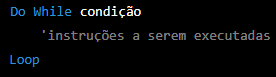 Do While condição
'instruções a serem executadas
Loop